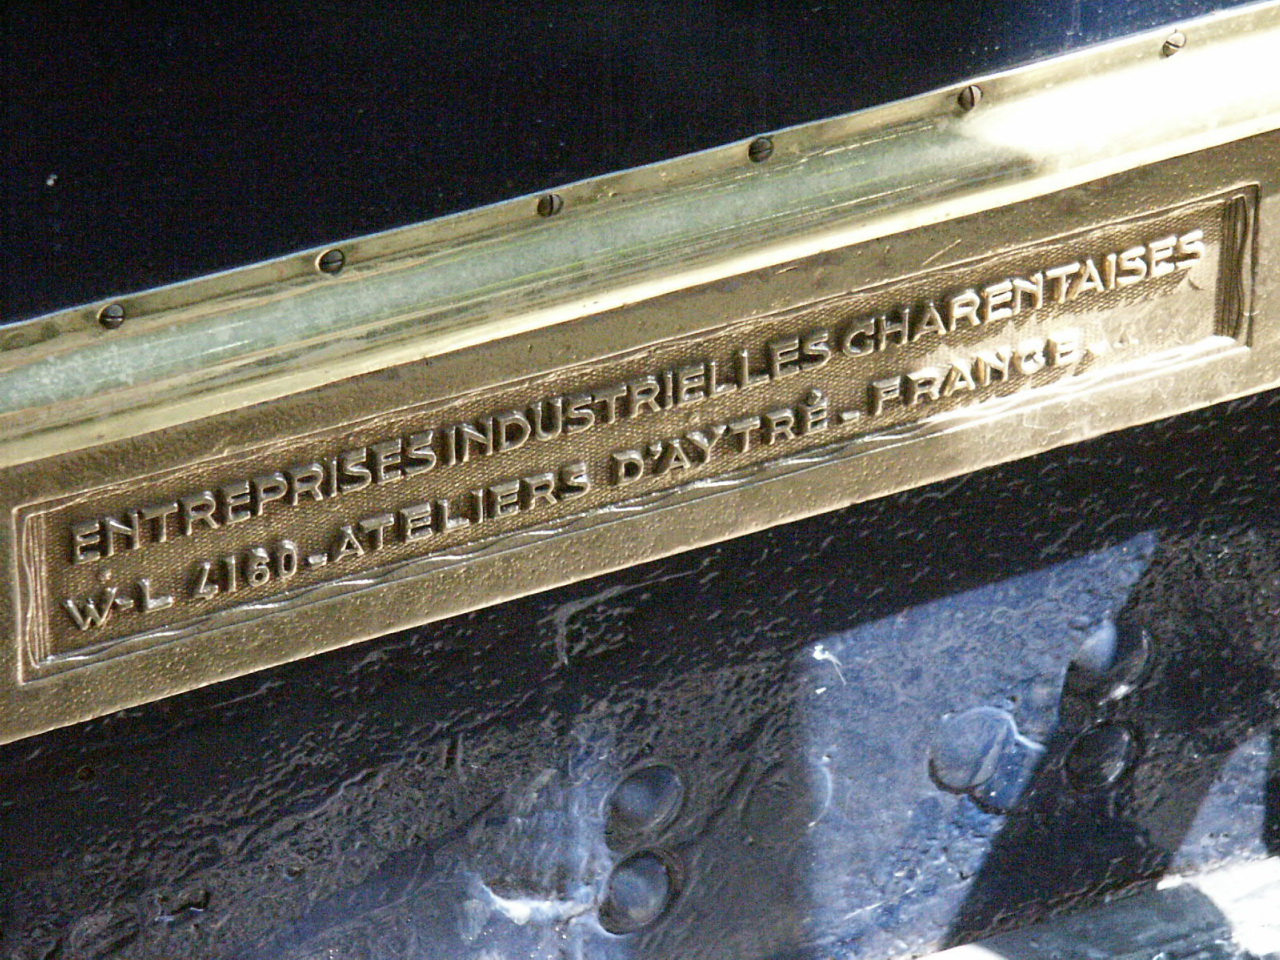 ENTREPRISES INDUSTRIELLES CHARENTAISES
W-L 4160-ATELIERS D'AYTRÉ-FRANCE